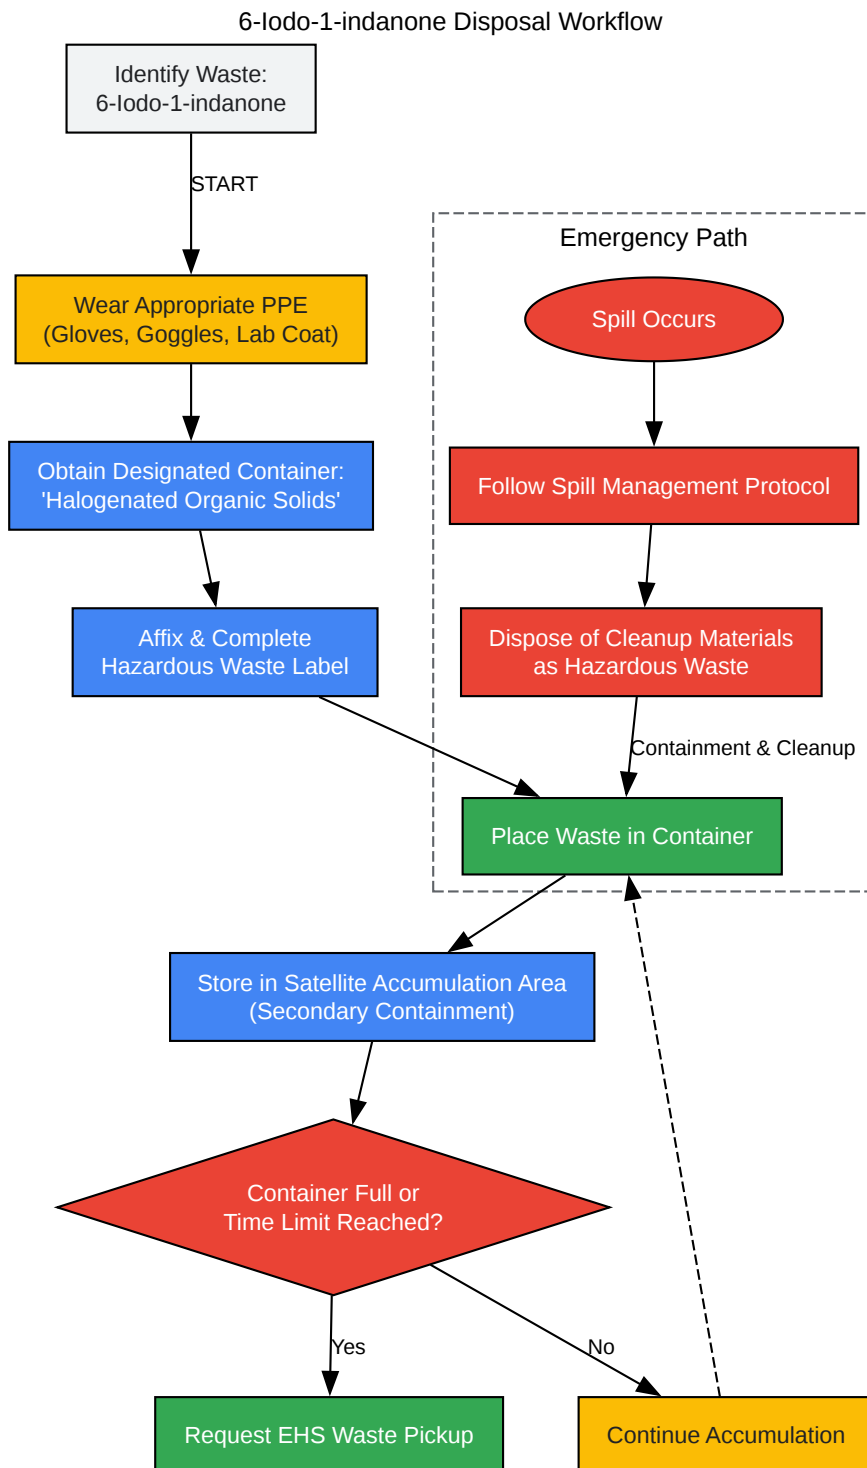 6-Iodo-1-indanone Disposal Workflow
Identify Waste:
6-Iodo-1-indanone
START
Wear Appropriate PPE
(Gloves, Goggles, Lab Coat)
Obtain Designated Container:
'Halogenated Organic Solids'
Affix & Complete
Hazardous Waste Label
Emergency Path
Spill Occurs
Follow Spill Management Protocol
Dispose of Cleanup Materials
as Hazardous Waste
Containment & Cleanup
Place Waste in Container
Store in Satellite Accumulation Area
(Secondary Containment)
Container Full or
Time Limit Reached?
Yes
No
Request EHS Waste Pickup
Continue Accumulation